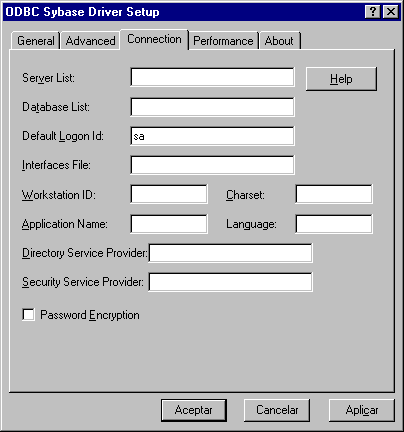 ODBC Sybase Driver Setup
General Advanced Connection Performance About
Server List: Help
Database List:
Default Logon Id: sa
Interfaces File:
Workstation ID: Charset:
Application Name: Language:
Directory Service Provider:
Security Service Provider:
Password Encryption
Aceptar Cancelar Aplicar